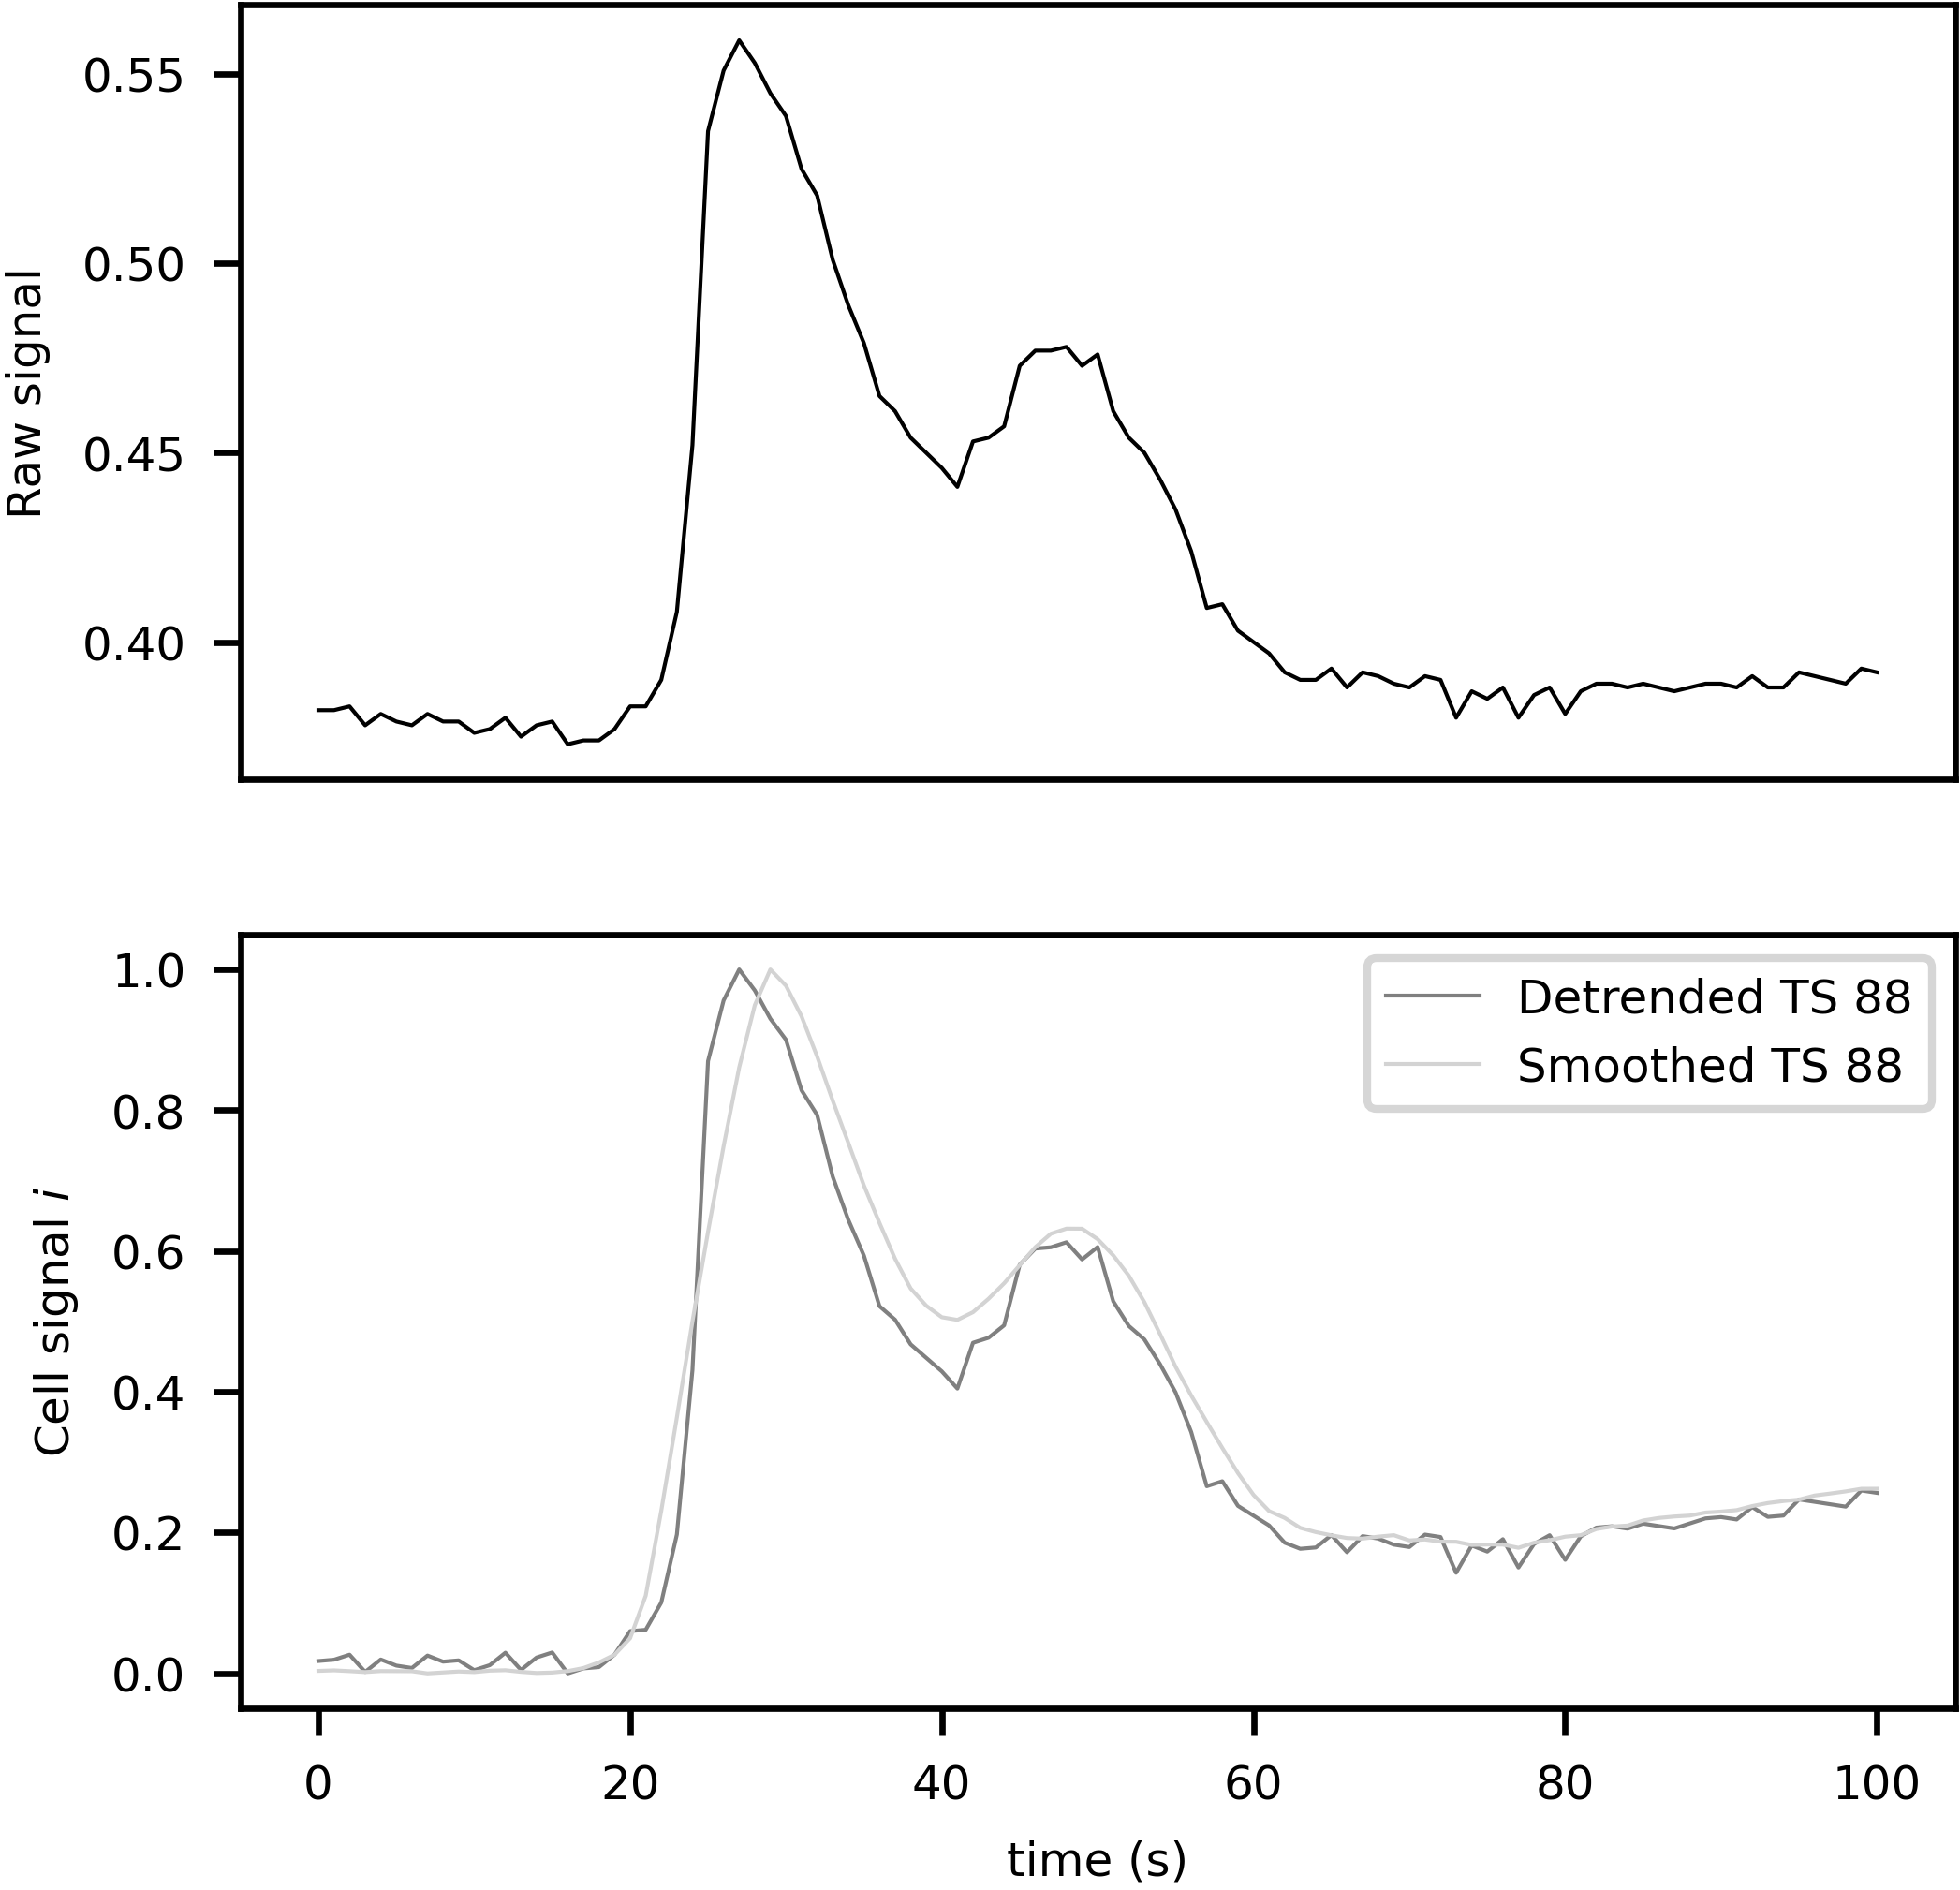 Raw signal
0.55
0.50
0.45
0.40
Cell signal i
1.0
0.8
0.6
0.4
0.2
0.0
Detrended TS 88
Smoothed TS 88
0 20 40 60 80 100
time (s)